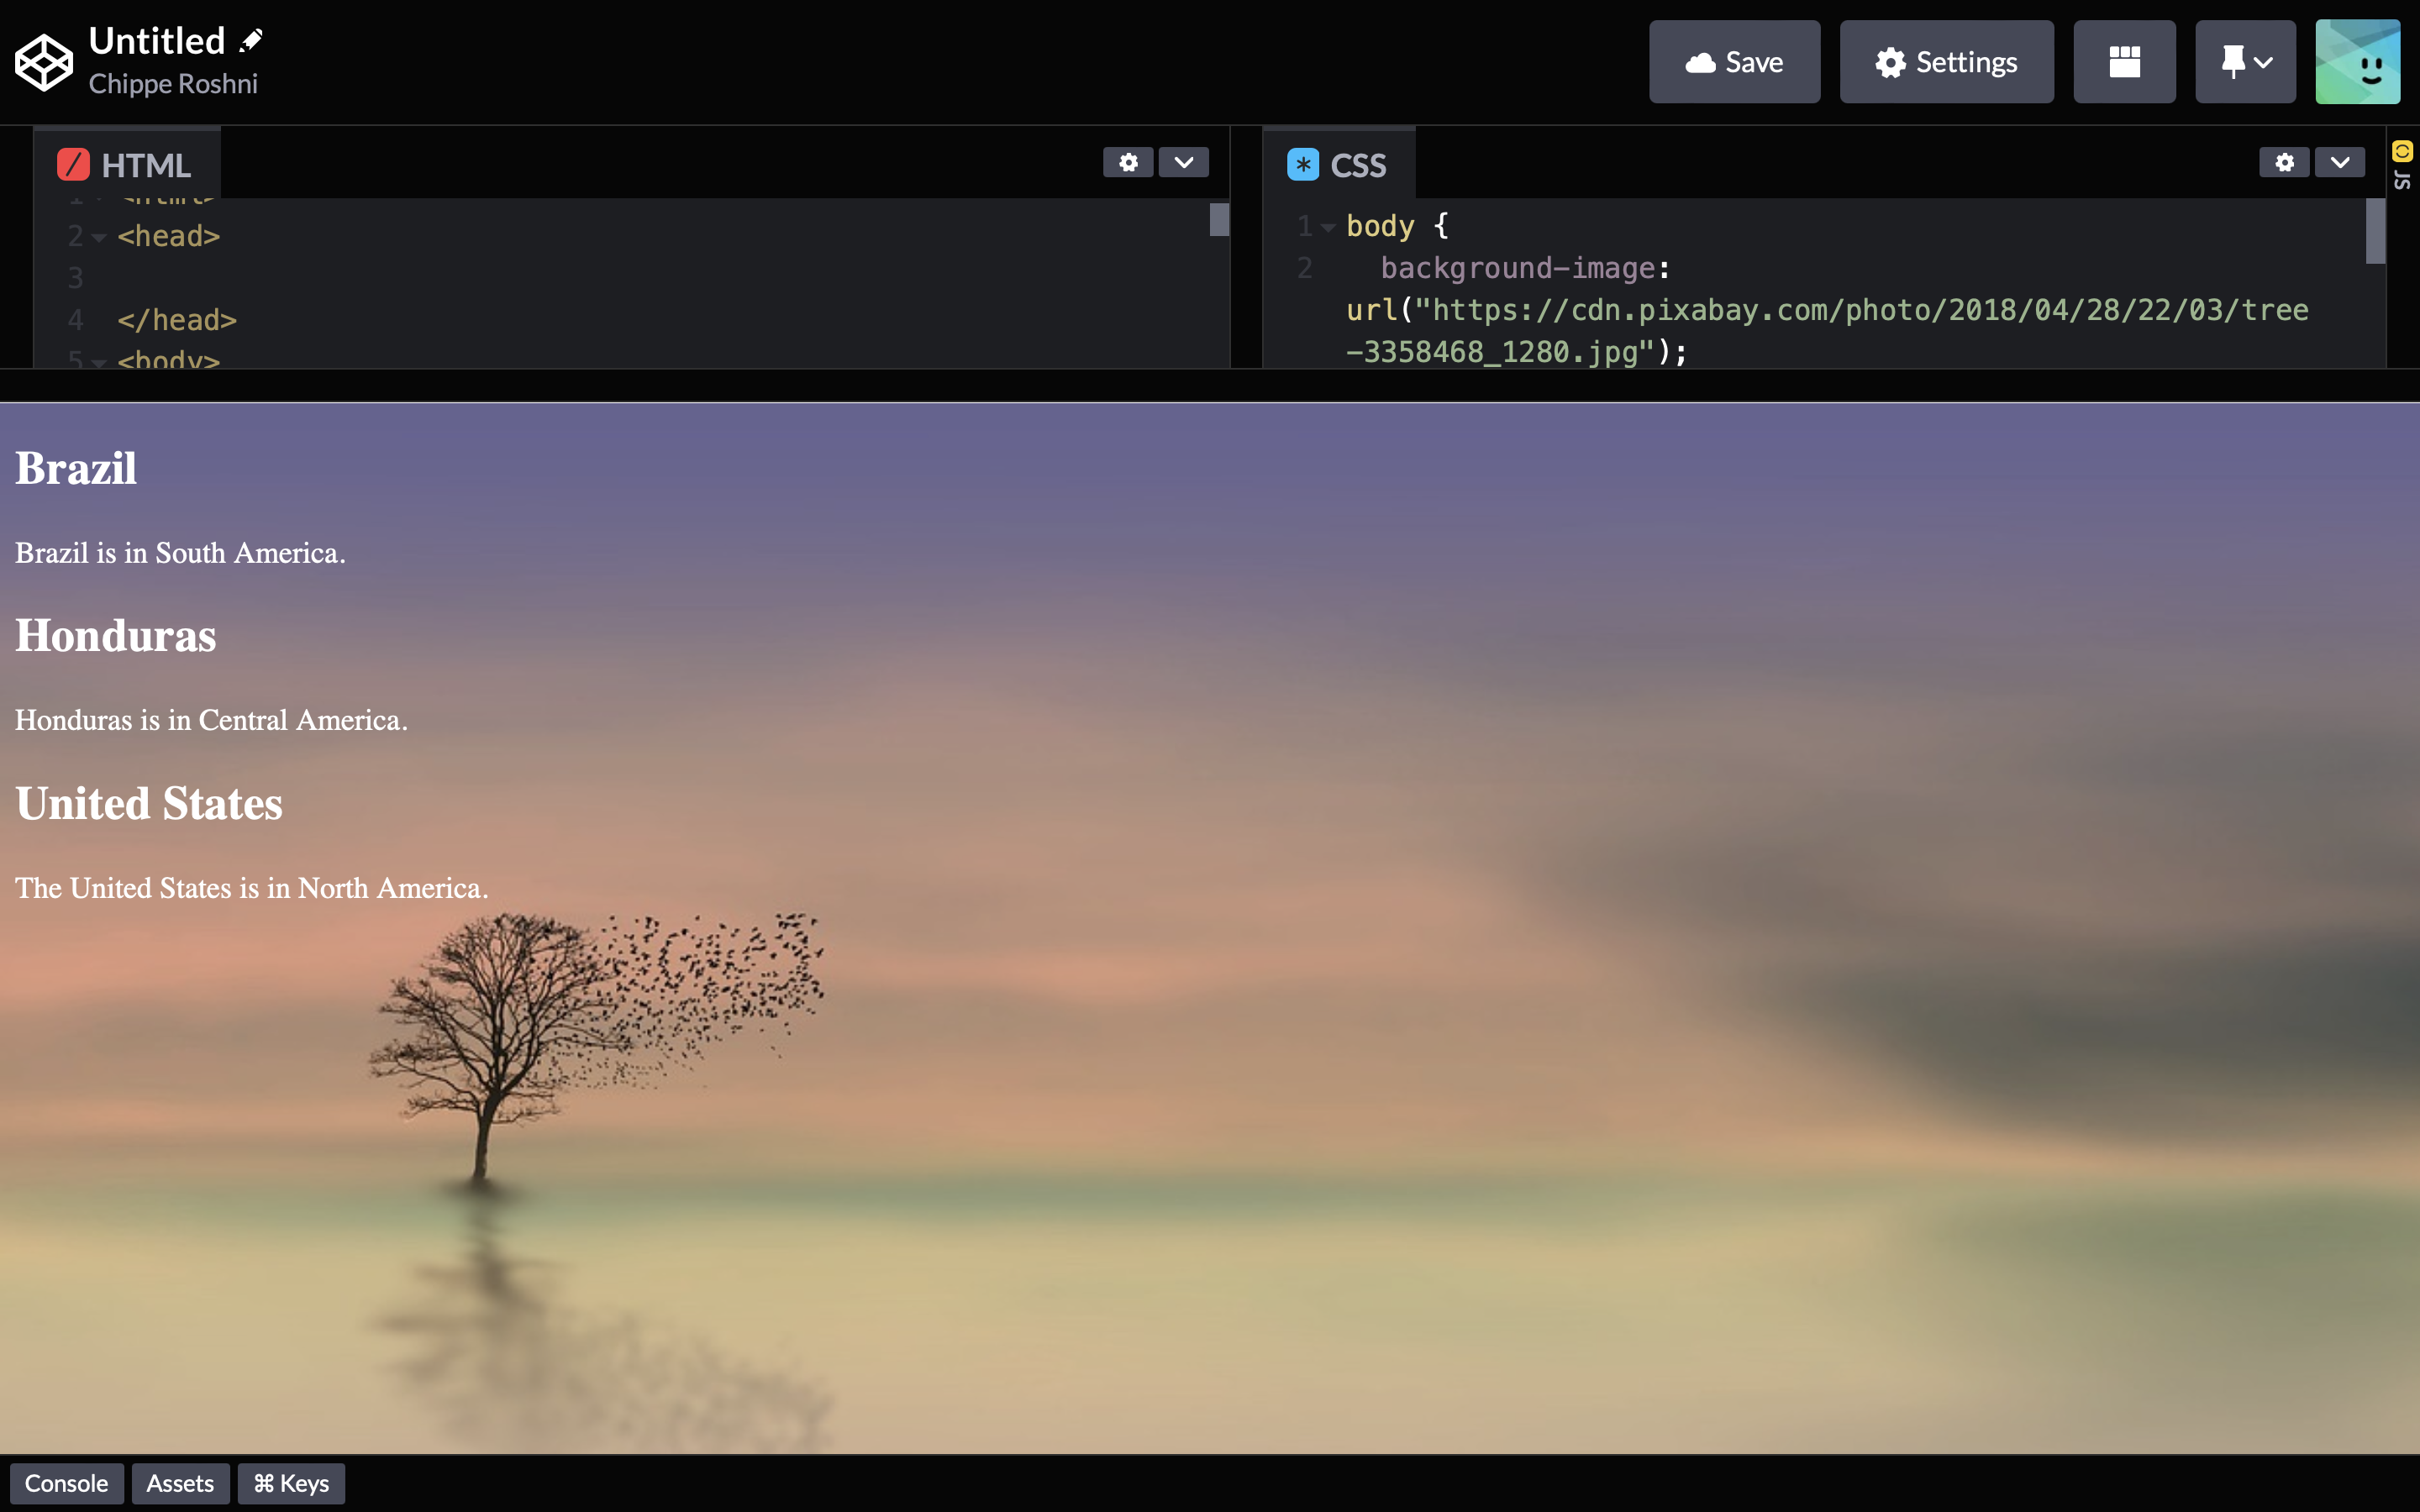 Untitled
Chippe Roshni
Save
Settings
HTML
1 <html>
2 <head>
3
4 </head>
5 <body>
CSS
1 body {
2 background-image:
url("https://cdn.pixabay.com/photo/2018/04/28/22/03/tree
-3358468_1280.jpg");
JS
Brazil
Brazil is in South America.
Honduras
Honduras is in Central America.
United States
The United States is in North America.
Console
Assets
⌘ Keys